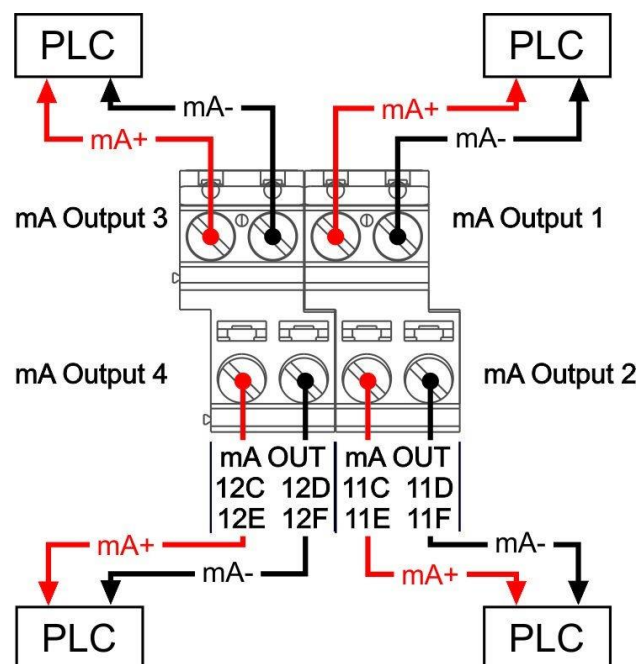 PLC
PLC
mA-
mA+
mA+
mA-
mA Output 3
mA Output 1
mA Output 4
mA Output 2
mA OUT
mA OUT
12C 12D
11C 11D
12E 12F
11E 11F
mA+
mA-
mA-
mA+
PLC
PLC